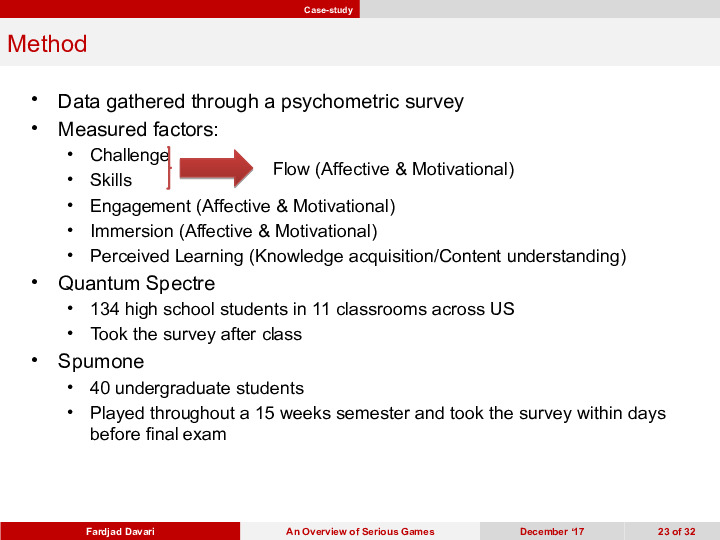 Case-study
Method
• Data gathered through a psychometric survey
• Measured factors:
• Challenge
• Skills
Flow (Affective & Motivational)
• Engagement (Affective & Motivational)
• Immersion (Affective & Motivational)
• Perceived Learning (Knowledge acquisition/Content understanding)
• Quantum Spectre
• 134 high school students in 11 classrooms across US
• Took the survey after class
• Spumone
• 40 undergraduate students
• Played throughout a 15 weeks semester and took the survey within days
before final exam
Fardjad Davari An Overview of Serious Games December ‘17 23 of 32